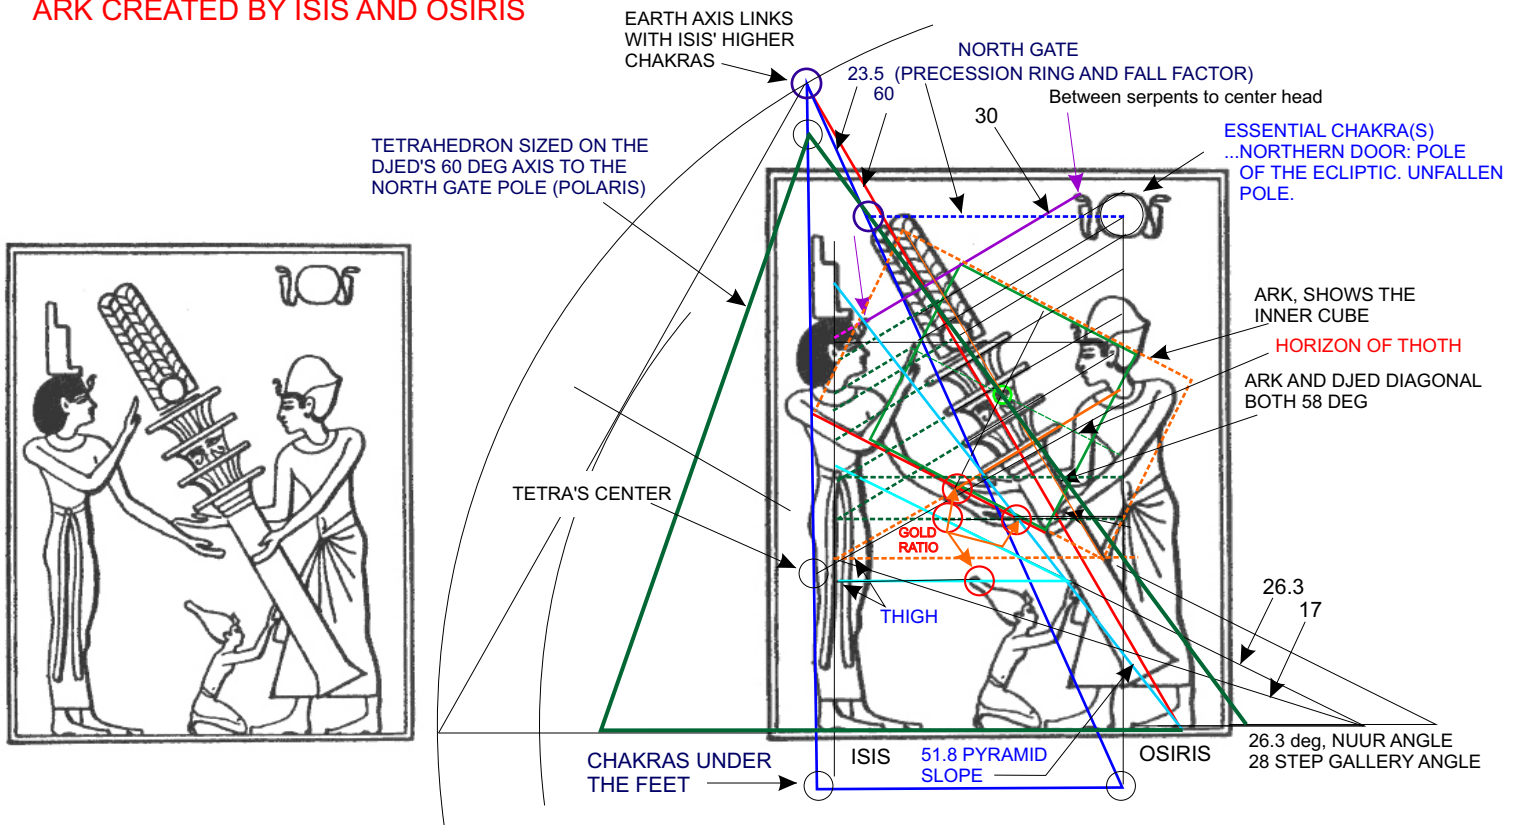 ARK CREATED BY ISIS AND OSIRIS
EARTH AXIS LINKS
WITH ISIS' HIGHER
CHAKRAS
NORTH GATE
23.5 (PRECESSION RING AND FALL FACTOR)
60
Between serpents to center head
30
ESSENTIAL CHAKRA(S)
...NORTHERN DOOR: POLE
OF THE ECLIPTIC. UNFALLEN
POLE.
TETRAHEDRON SIZED ON THE
DJED'S 60 DEG AXIS TO THE
NORTH GATE POLE (POLARIS)
ARK, SHOWS THE
INNER CUBE
HORIZON OF THOTH
ARK AND DJED DIAGONAL
BOTH 58 DEG
TETRA'S CENTER
GOLD
RATIO
THIGH
26.3
17
CHAKRAS UNDER
THE FEET
ISIS
51.8 PYRAMID
SLOPE
OSIRIS
26.3 deg, NUUR ANGLE
28 STEP GALLERY ANGLE